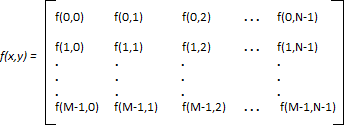 f(0,0) f(0,1) f(0,2) ... f(0,N-1)
f(1,0) f(1,1) f(1,2) ... f(1,N-1)
f(x,y) = . . . .
. . . .
. . . .
f(M-1,0) f(M-1,1) f(M-1,2) ... f(M-1,N-1)